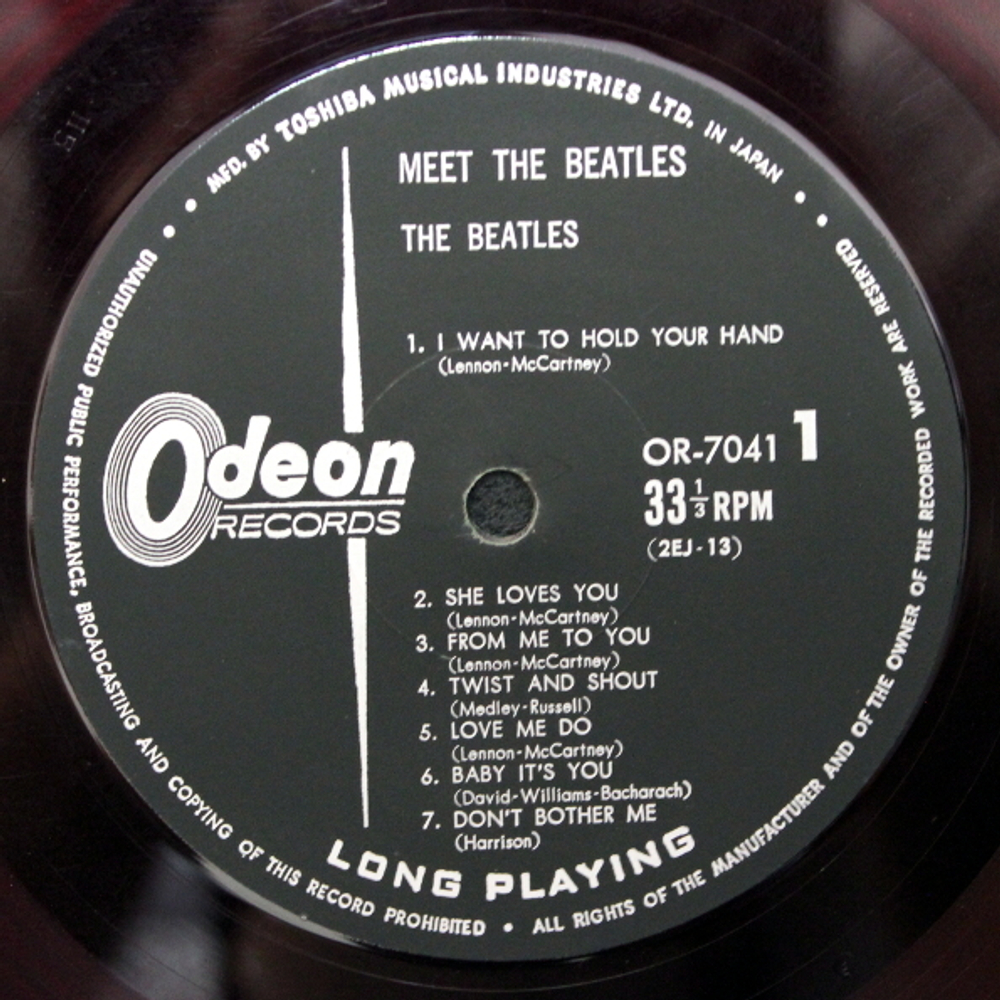 MFD. BY TOSHIBA MUSICAL INDUSTRIES LTD. IN JAPAN
MEET THE BEATLES
THE BEATLES
1. I WANT TO HOLD YOUR HAND
(Lennon-McCartney)
Odeon
RECORDS
OR-7041 1
33 1/3 RPM
(2EJ-13)
2. SHE LOVES YOU
(Lennon-McCartney)
3. FROM ME TO YOU
(Lennon-McCartney)
4. TWIST AND SHOUT
(Medley-Russell)
5. LOVE ME DO
(Lennon-McCartney)
6. BABY IT'S YOU
(David-Williams-Bacharach)
7. DON'T BOTHER ME
(Harrison)
LONG PLAYING
UNAUTHORIZED PUBLIC PERFORMANCE, BROADCASTING AND COPYING OF THIS RECORD PROHIBITED • ALL RIGHTS OF THE MANUFACTURER AND OF THE OWNER OF THE RECORDED WORK ARE RESERVED